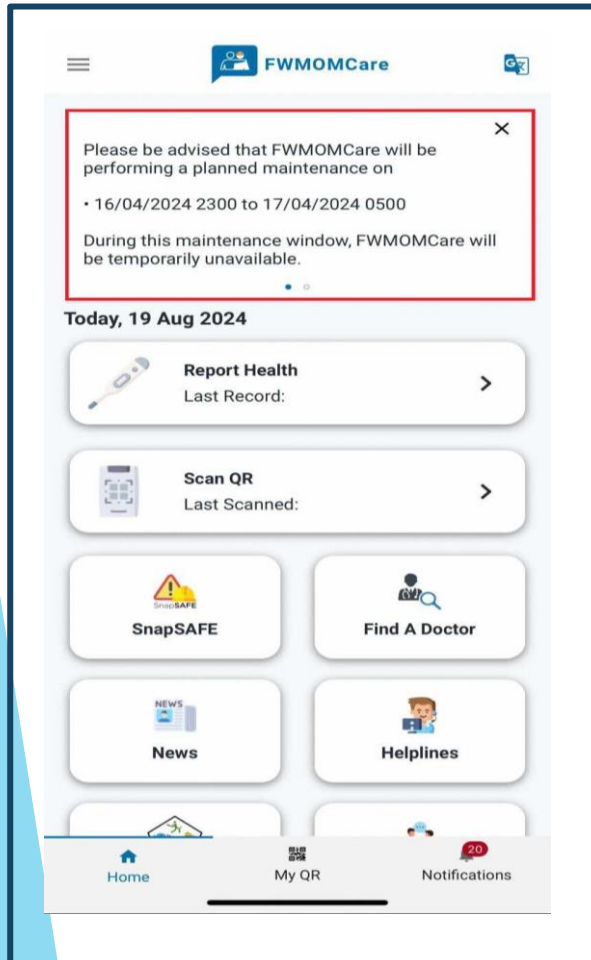 FWMOMCare
Please be advised that FWMOMCare will be
performing a planned maintenance on
• 16/04/2024 2300 to 17/04/2024 0500
During this maintenance window, FWMOMCare will
be temporarily unavailable.
Today, 19 Aug 2024
Report Health
Last Record:
Scan QR
Last Scanned:
SnapSAFE
SnapSAFE
Find A Doctor
NEWS
News
Helplines
20
Home
My QR
Notifications